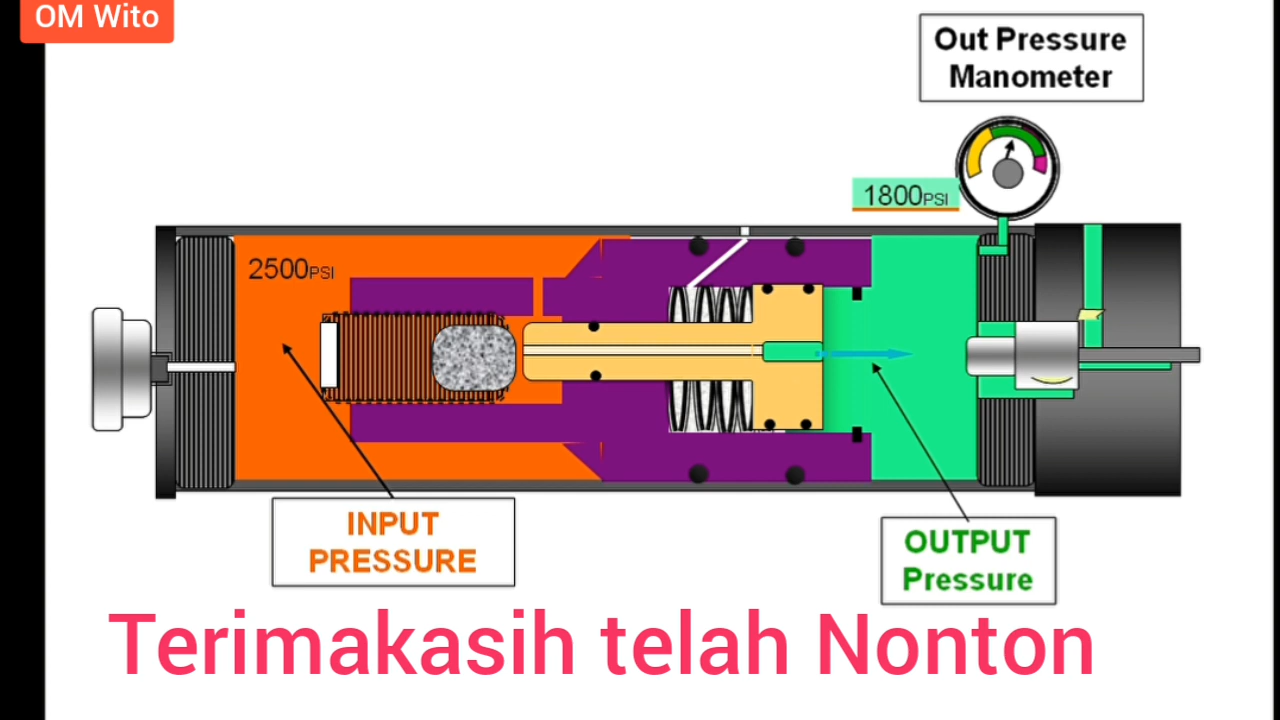 OM Wito
Out Pressure
Manometer
1800PSI
2500PSI
INPUT
PRESSURE
OUTPUT
Pressure
Terimakasih telah Nonton